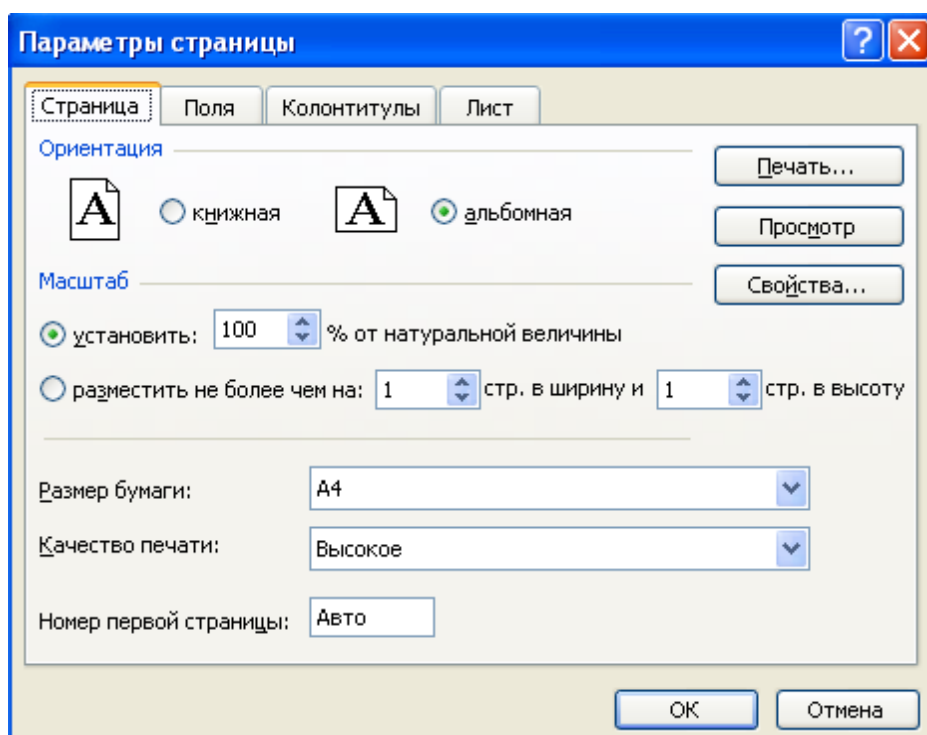 Параметры страницы
Страница Поля Колонтитулы Лист
Ориентация
Печать...
A книжная A альбомная
Просмотр
Масштаб
Свойства...
установить: 100 % от натуральной величины
разместить не более чем на: 1 стр. в ширину и 1 стр. в высоту
Размер бумаги: A4
Качество печати: Высокое
Номер первой страницы: Авто
ОК Отмена